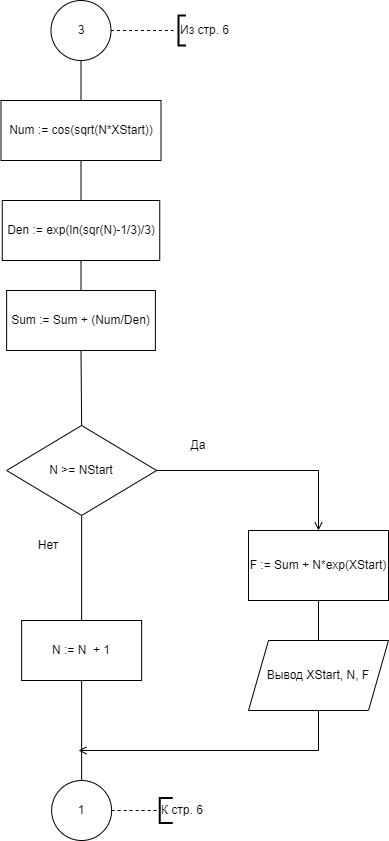 3
Из стр. 6
Num := cos(sqrt(N*XStart))
Den := exp(ln(sqr(N)-1/3)/3)
Sum := Sum + (Num/Den)
Да
N >= NStart
Нет
F := Sum + N*exp(XStart)
N := N + 1
Вывод XStart, N, F
1
К стр. 6